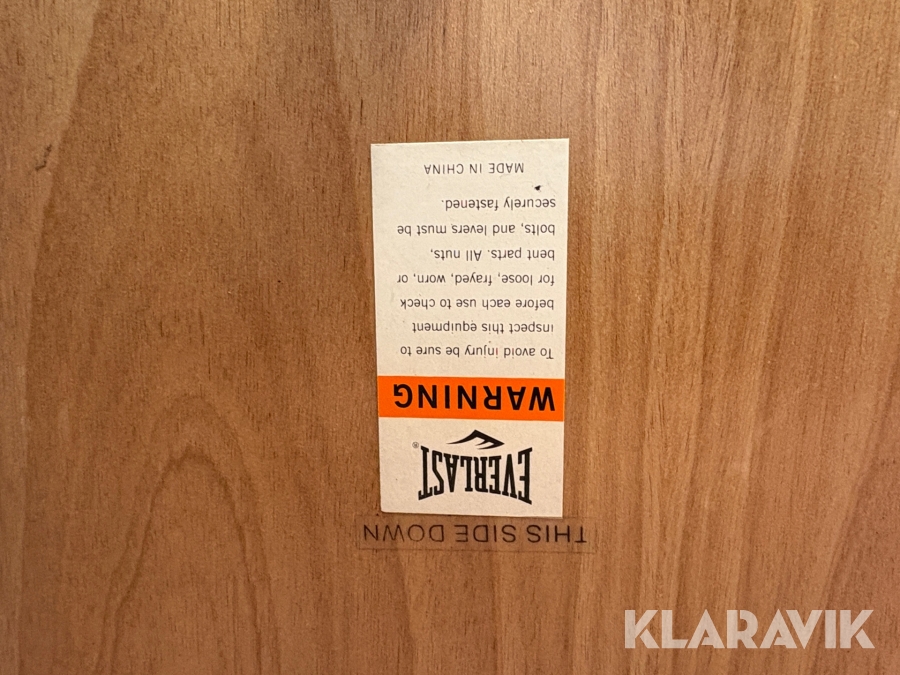 THIS SIDE DOWN
EVERLAST®
WARNING
To avoid injury be sure to
inspect this equipment
before each use to check
for loose, frayed, worn, or
bent parts. All nuts,
bolts, and levers must be
securely fastened.
MADE IN CHINA
KLARAVIK